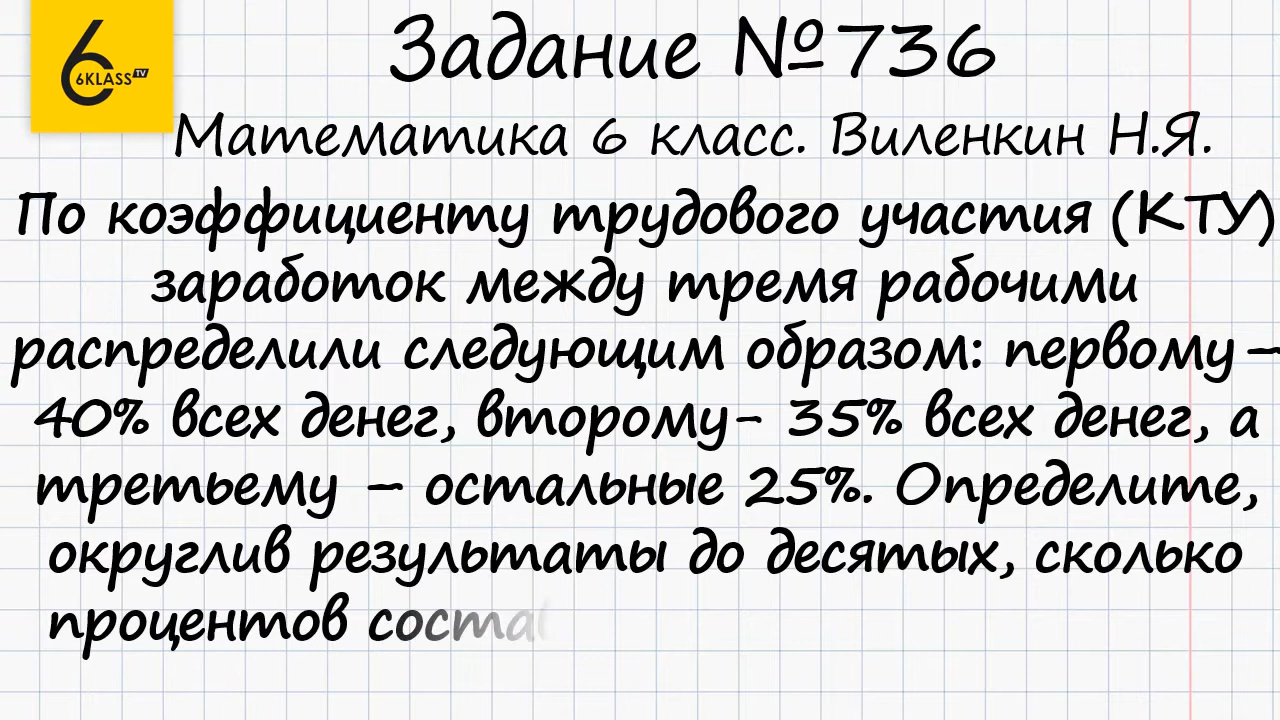 6KLASS TV
Задание №736
Математика 6 класс. Виленкин Н.Я.
По коэффициенту трудового участия (КТУ)
заработок между тремя рабочими
распределили следующим образом: первому –
40% всех денег, второму- 35% всех денег, а
третьему – остальные 25%. Определите,
округлив результаты до десятых, сколько
процентов